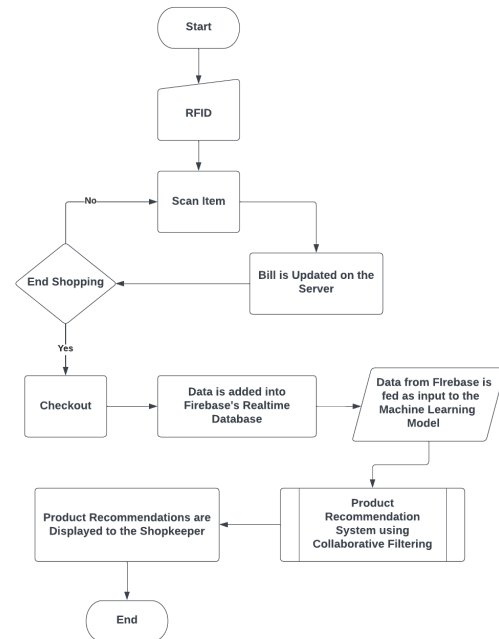 Start
RFID
No
Scan Item
End Shopping
Bill is Updated on the
Server
Yes
Checkout
Data is added into
Firebase's Realtime
Database
Data from FIrebase is
fed as input to the
Machine Learning
Model
Product Recommendations are
Displayed to the Shopkeeper
Product
Recommendation
System using
Collaborative Filtering
End